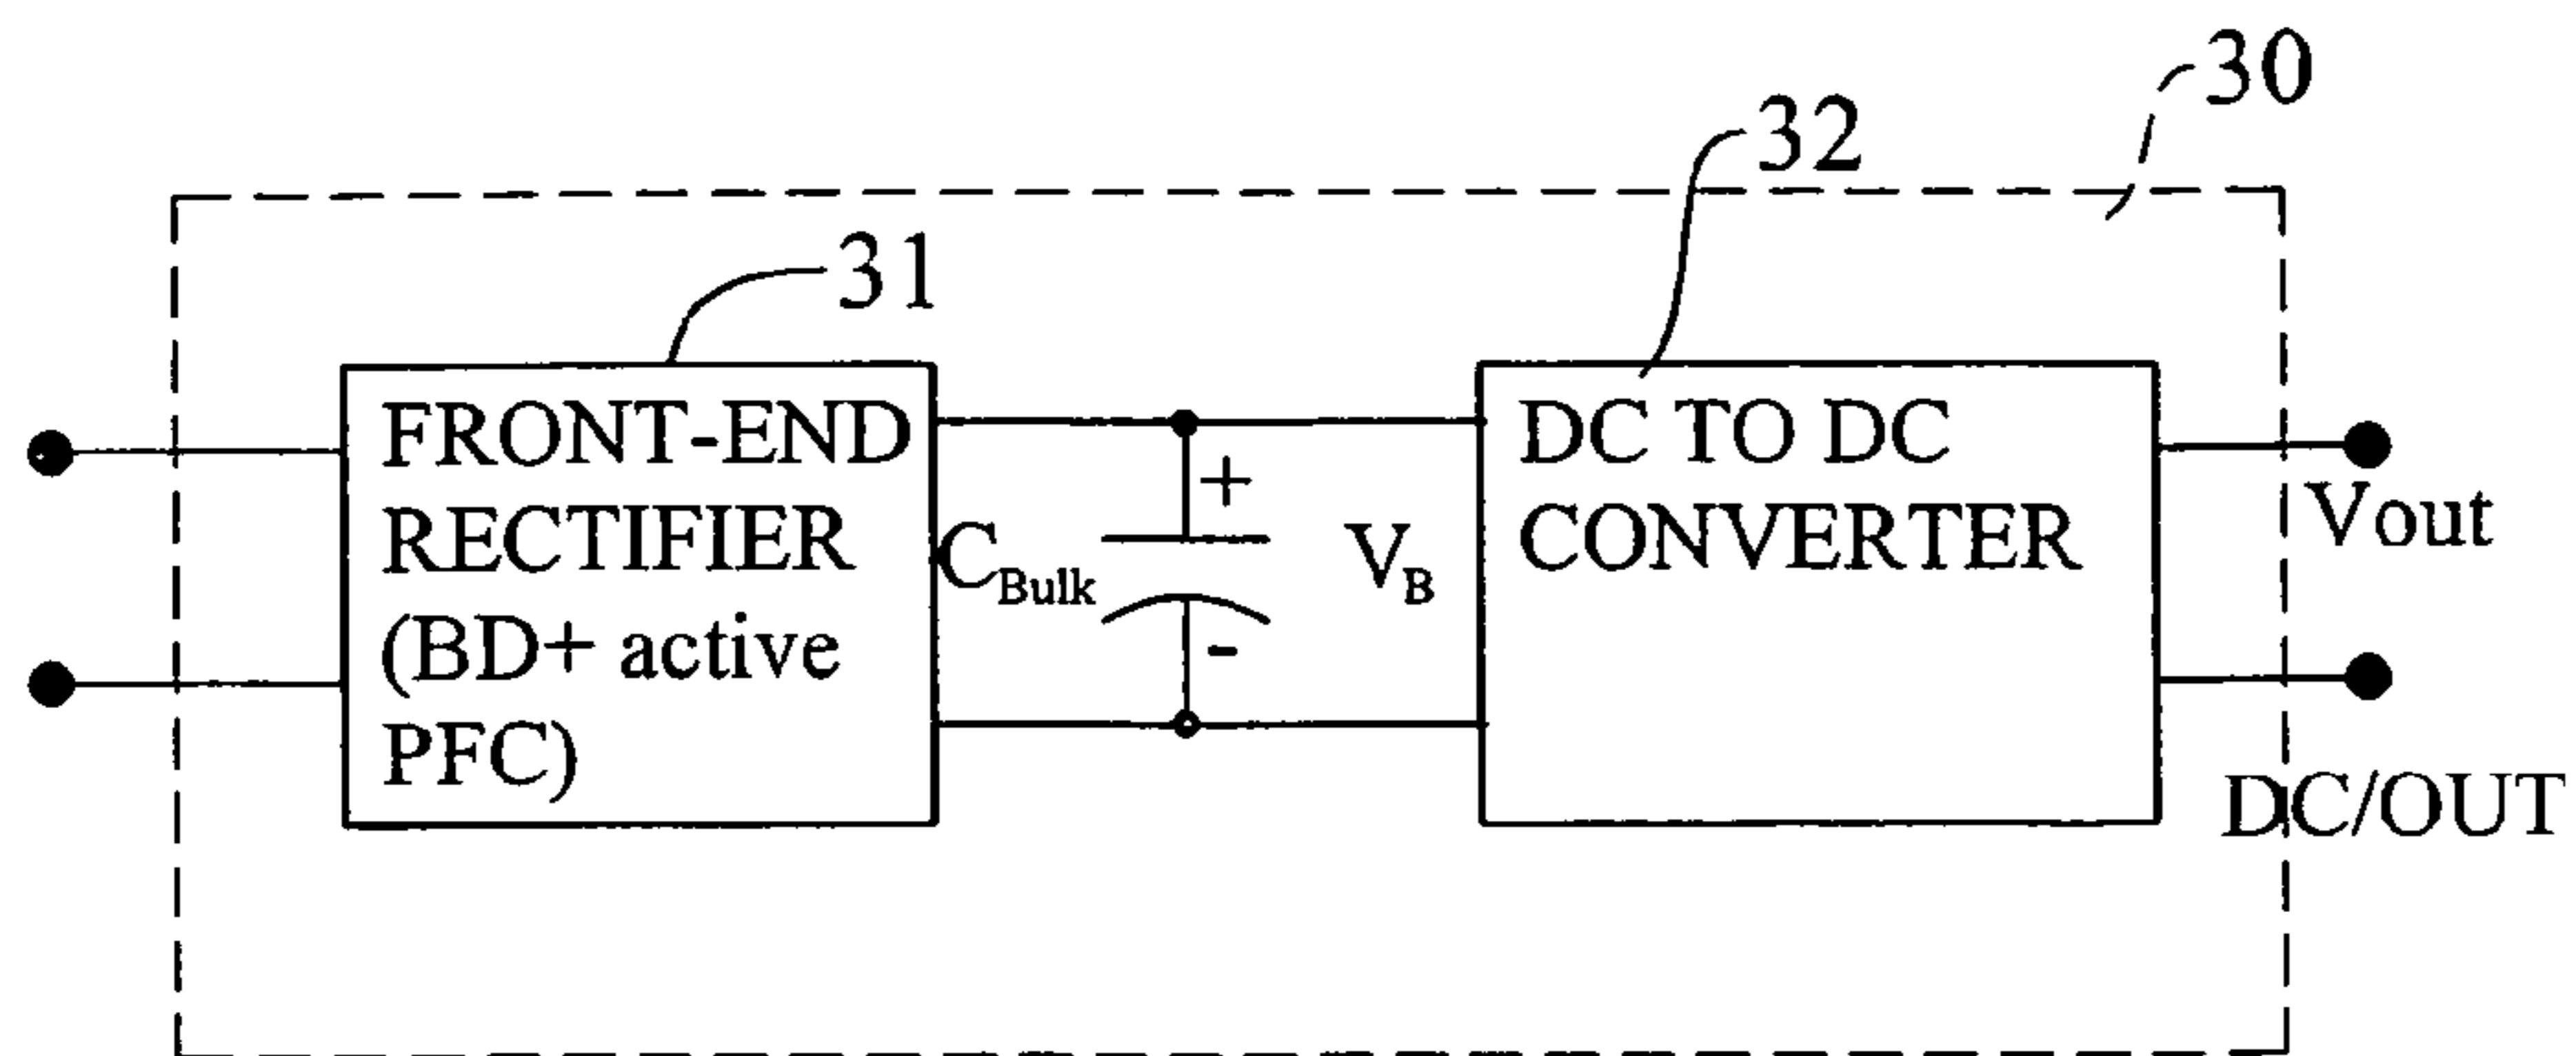 30
32
31
FRONT-END
RECTIFIER
(BD+ active
PFC)
C_Bulk
+
-
V_B
DC TO DC
CONVERTER
Vout
DC/OUT